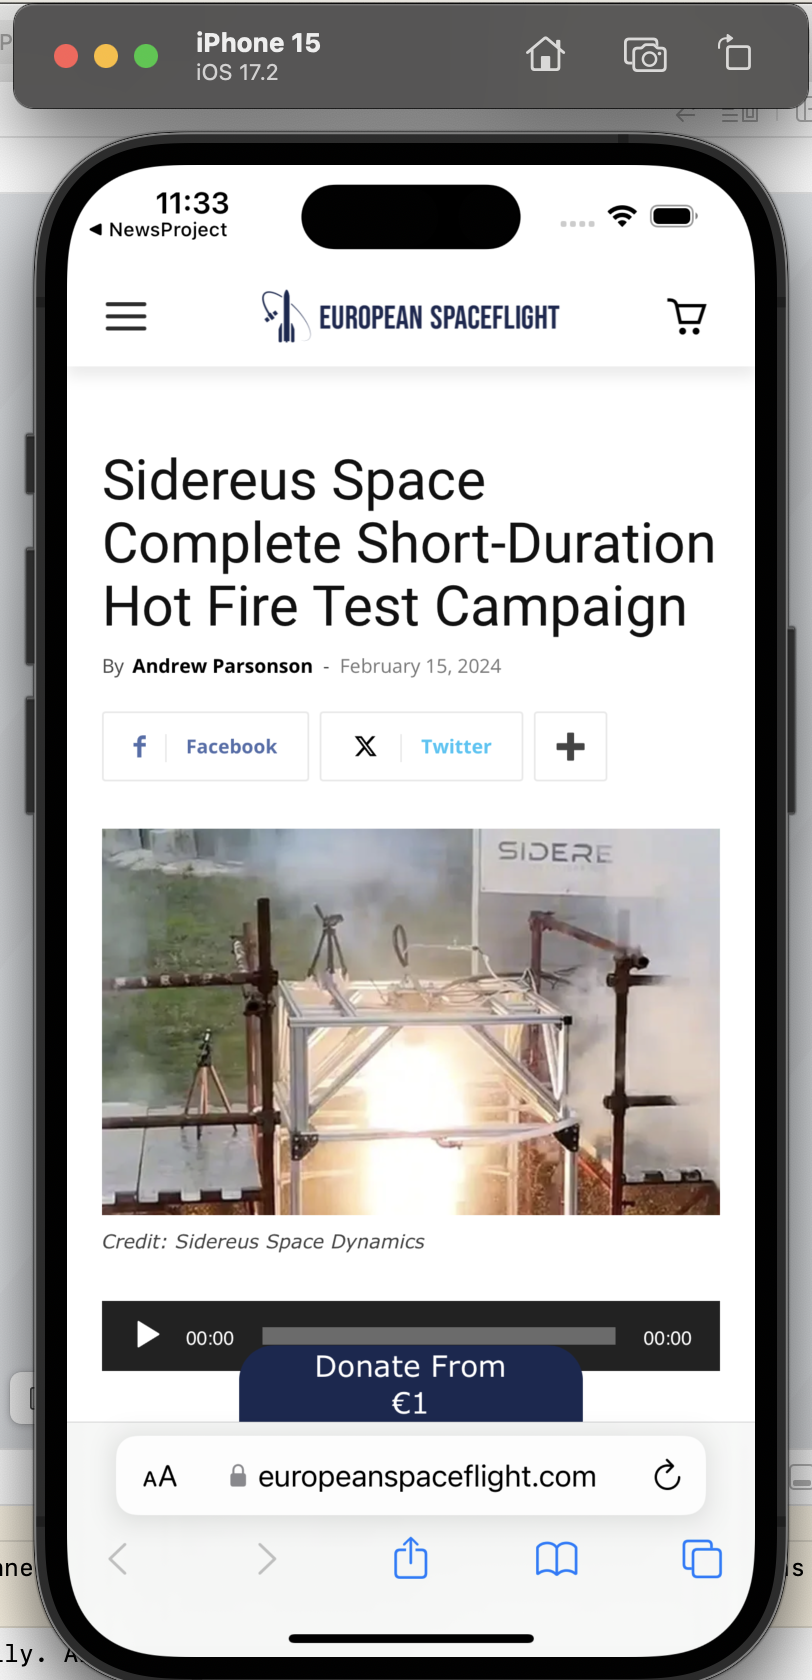 iPhone 15
iOS 17.2
11:33
◀ NewsProject
EUROPEAN SPACEFLIGHT
Sidereus Space
Complete Short-Duration
Hot Fire Test Campaign
By Andrew Parsonson - February 15, 2024
Facebook
Twitter
SIDERE
Credit: Sidereus Space Dynamics
00:00 00:00
Donate From
€1
AA europeanspaceflight.com
lly.